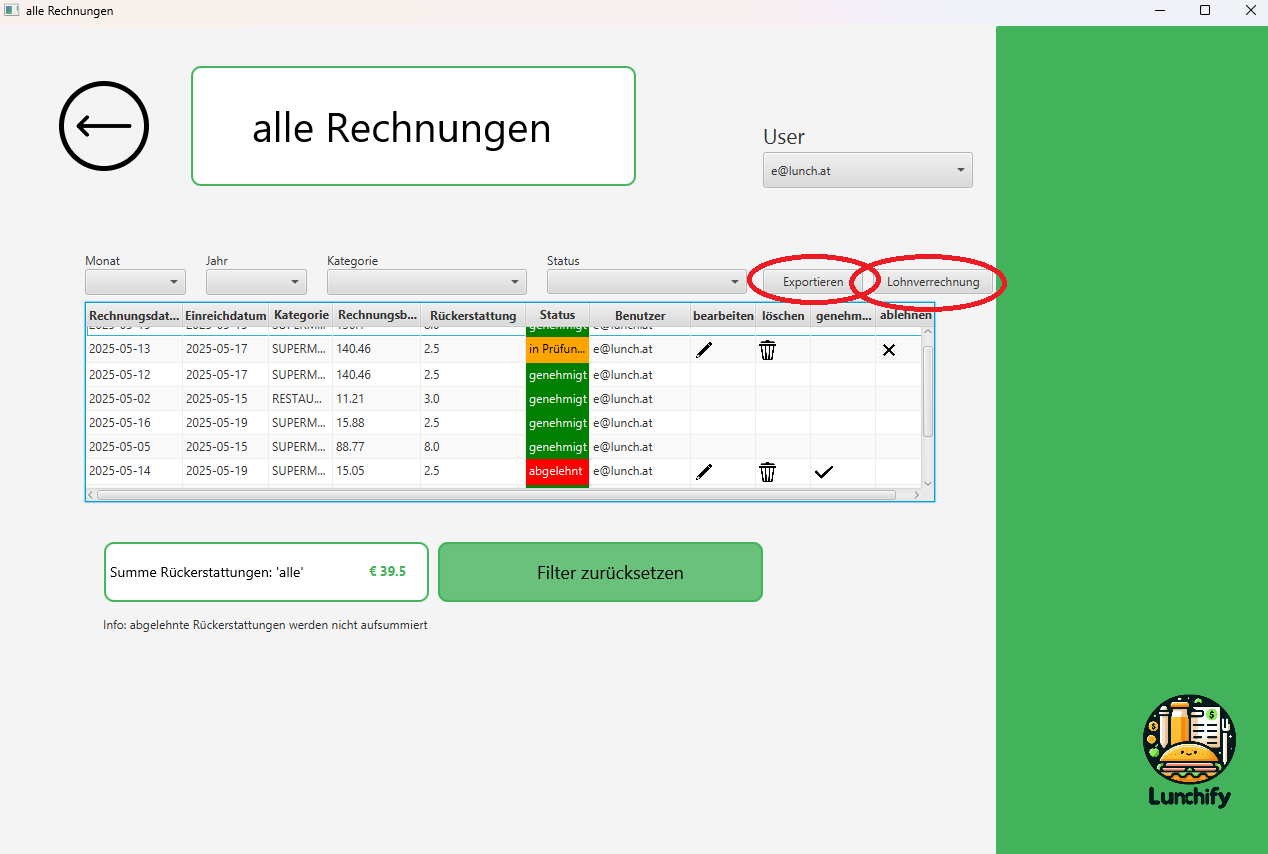 alle Rechnungen
alle Rechnungen
User
e@lunch.at
Monat Jahr Kategorie Status
Exportieren Lohnverrechnung
Rechnungsdat... Einreichdatum Kategorie Rechnungsb... Rückerstattung Status Benutzer bearbeiten löschen genehm... ablehnen
genehmigt e@lunch.at
2025-05-13 2025-05-17 SUPERM... 140.46 2.5 in Prüfun... e@lunch.at
2025-05-12 2025-05-17 SUPERM... 140.46 2.5 genehmigt e@lunch.at
2025-05-02 2025-05-15 RESTAU... 11.21 3.0 genehmigt e@lunch.at
2025-05-16 2025-05-19 SUPERM... 15.88 2.5 genehmigt e@lunch.at
2025-05-05 2025-05-15 SUPERM... 88.77 8.0 genehmigt e@lunch.at
2025-05-14 2025-05-19 SUPERM... 15.05 2.5 abgelehnt e@lunch.at
Summe Rückerstattungen: 'alle' € 39.5
Filter zurücksetzen
Info: abgelehnte Rückerstattungen werden nicht aufsummiert
Lunchify